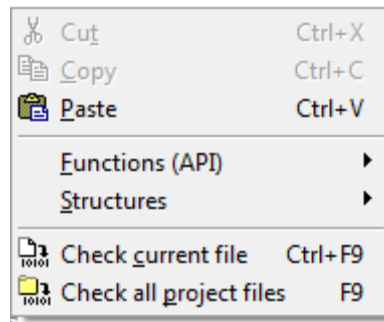 Cut Ctrl+X
Copy Ctrl+C
Paste Ctrl+V
Functions (API)
Structures
Check current file Ctrl+F9
Check all project files F9